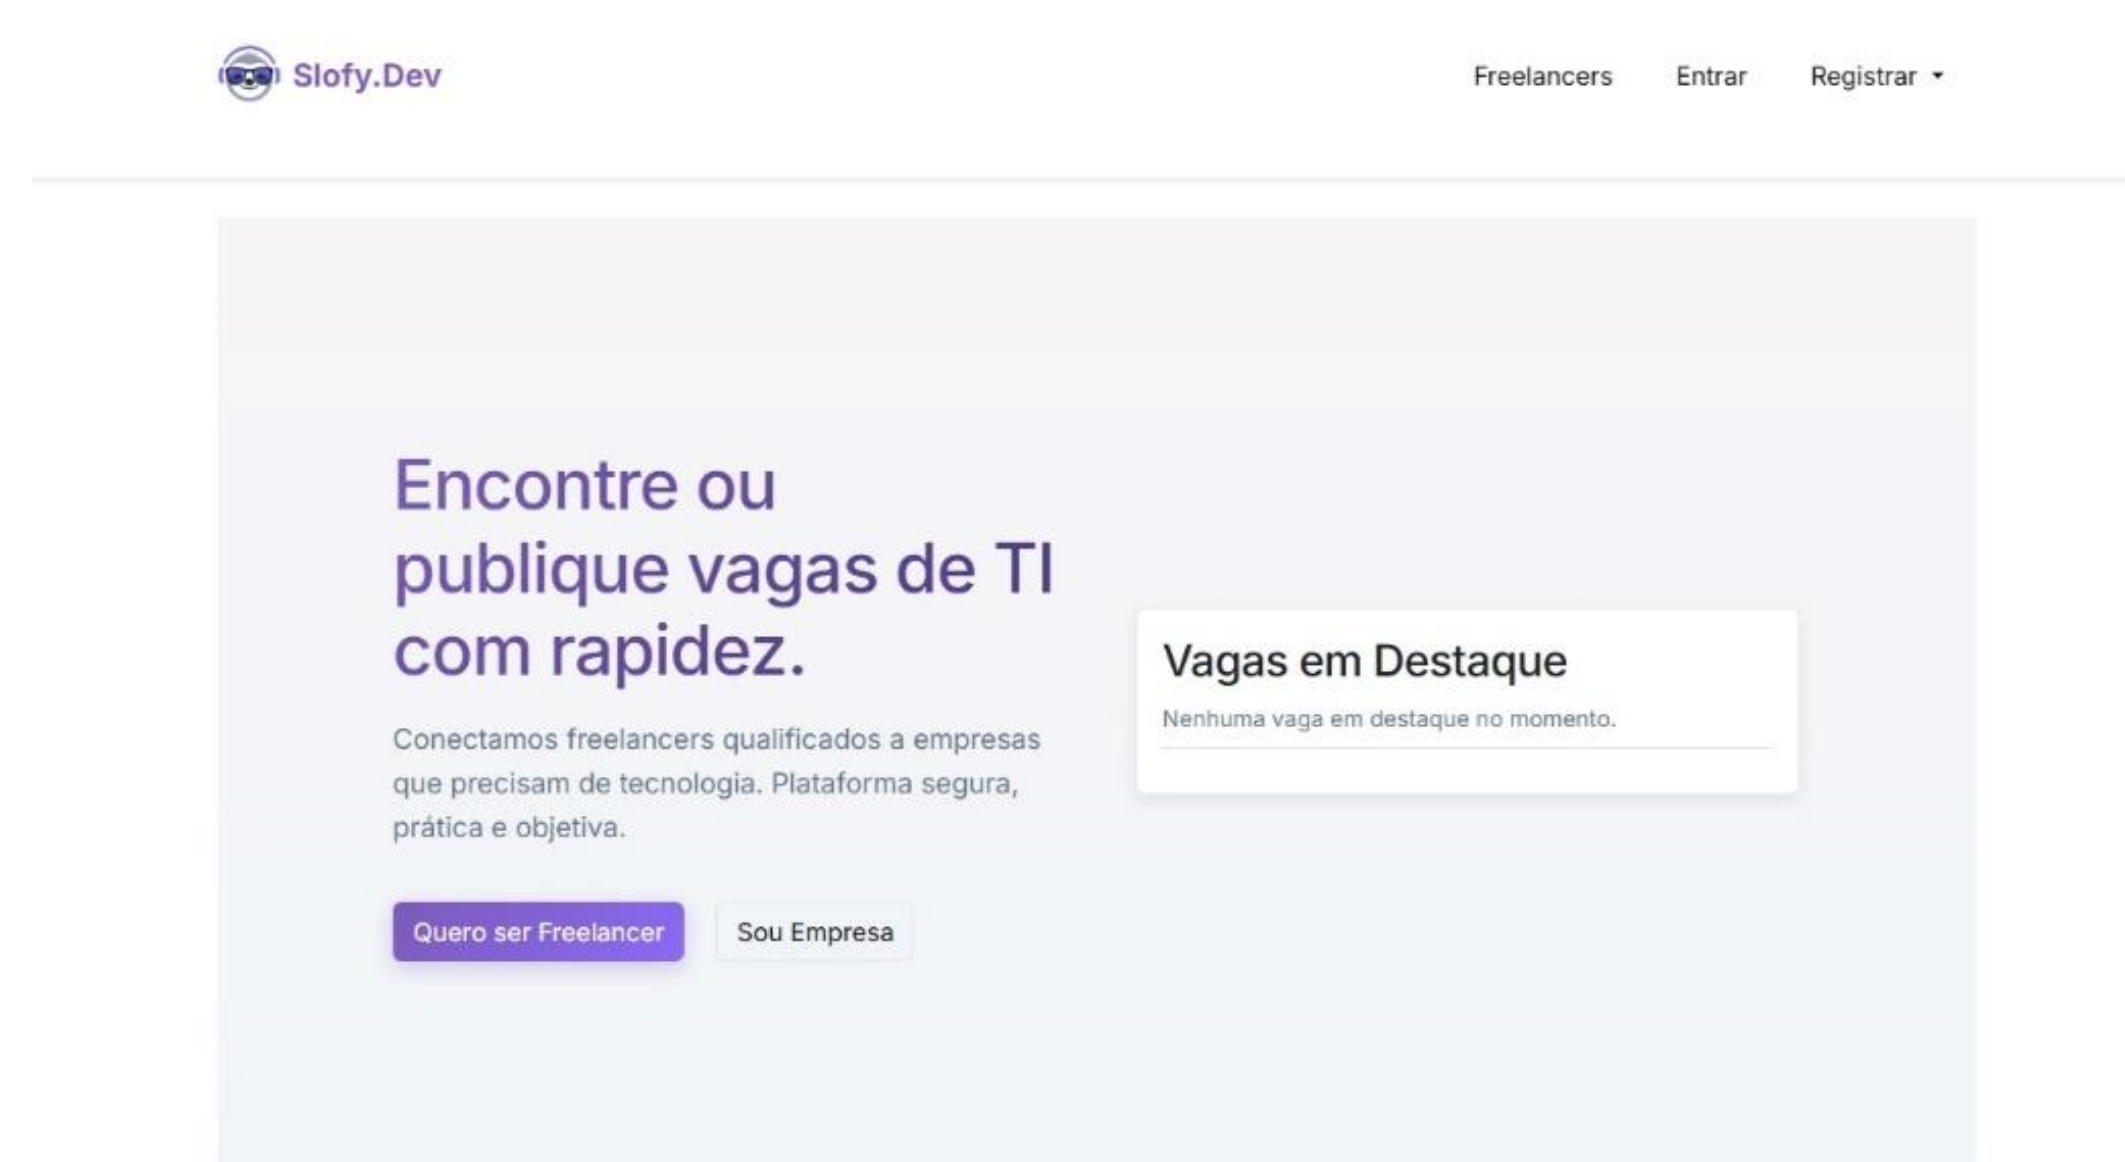 Slofy.Dev
Freelancers
Entrar
Registrar
Encontre ou
publique vagas de TI
com rapidez.
Conectamos freelancers qualificados a empresas
que precisam de tecnologia. Plataforma segura,
prática e objetiva.
Quero ser Freelancer
Sou Empresa
Vagas em Destaque
Nenhuma vaga em destaque no momento.